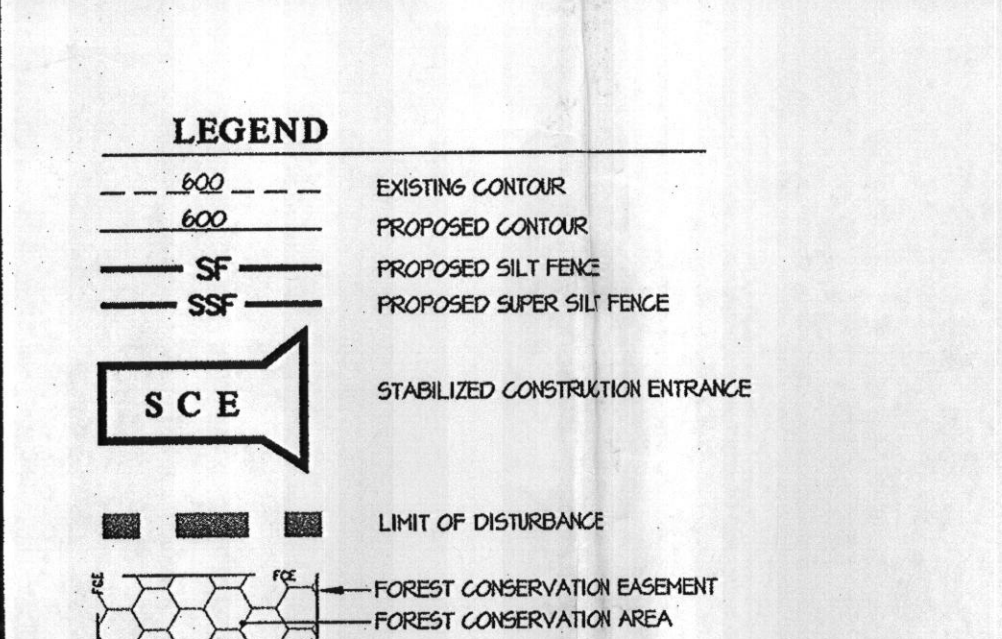 LEGEND
600 EXISTING CONTOUR
600 PROPOSED CONTOUR
SF PROPOSED SILT FENCE
SSF PROPOSED SUPER SILT FENCE
SCE STABILIZED CONSTRUCTION ENTRANCE
LIMIT OF DISTURBANCE
FCE FCE FOREST CONSERVATION EASEMENT
FOREST CONSERVATION AREA